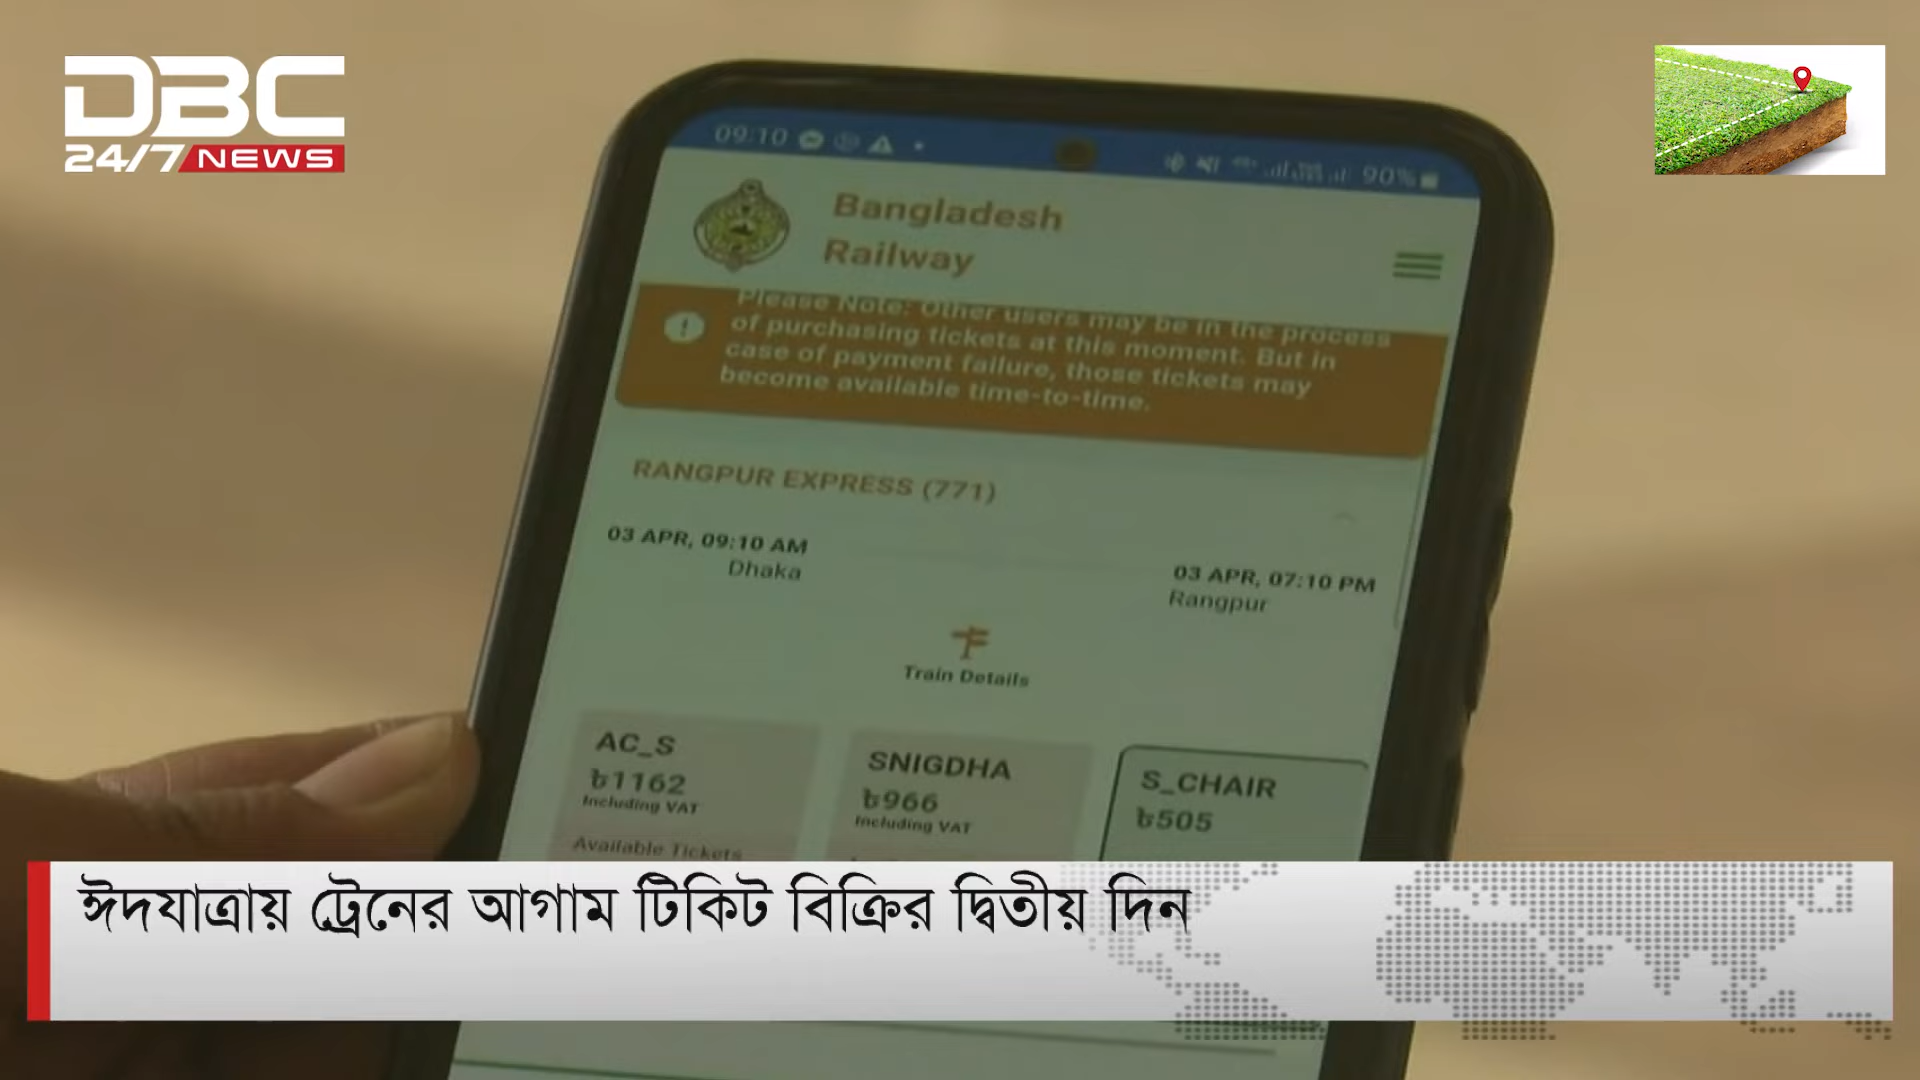 DBC
24/7 NEWS
09:10
90%
Bangladesh
Railway
Please Note: Other users may be in the process
of purchasing tickets at this moment. But in
case of payment failure, those tickets may
become available time-to-time.
RANGPUR EXPRESS (771)
03 APR, 09:10 AM
Dhaka
03 APR, 07:10 PM
Rangpur
Train Details
AC_S
৳1162
Including VAT
Available Tickets
SNIGDHA
৳966
Including VAT
S_CHAIR
৳505
ঈদযাত্রায় ট্রেনের আগাম টিকিট বিক্রির দ্বিতীয় দিন